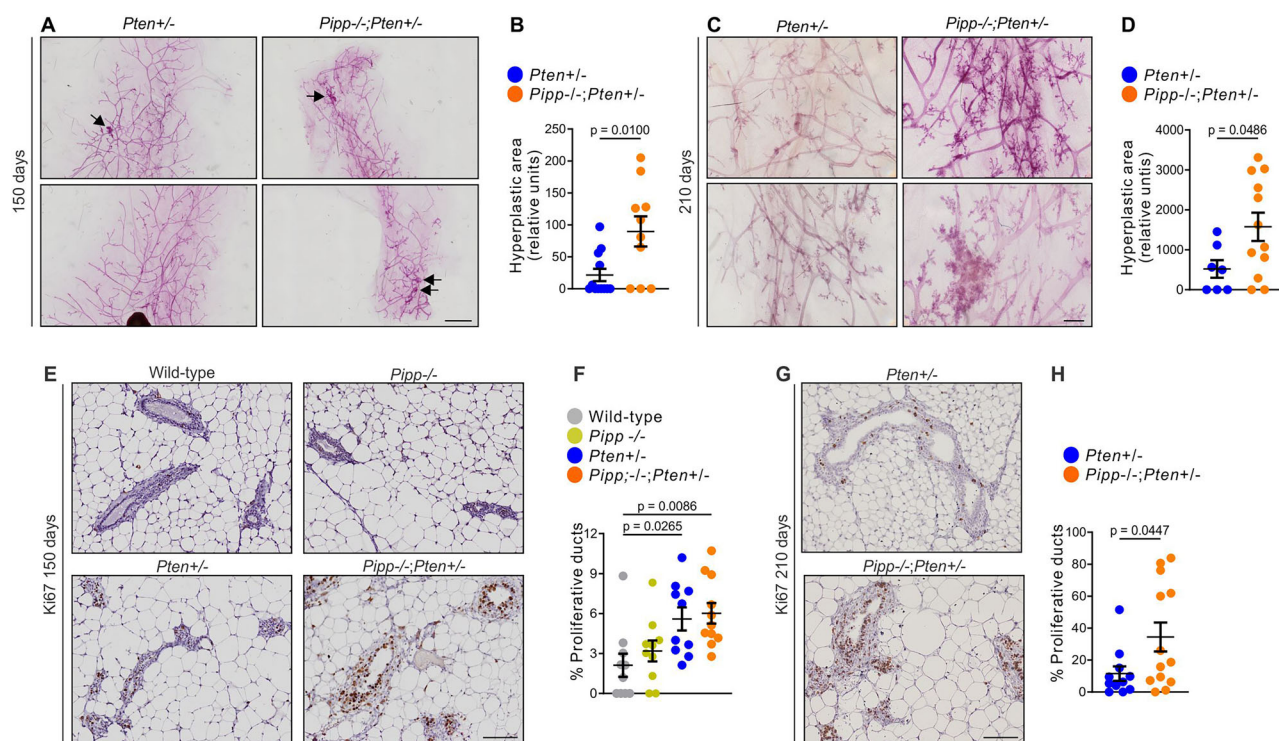 A
Pten+/-
Pipp-/-;Pten+/-
150 days
B
Pten+/-
Pipp-/-;Pten+/-
Hyperplastic area
(relative units)
250
200
150
100
50
0
p = 0.0100
C
Pten+/-
Pipp-/-;Pten+/-
210 days
D
Pten+/-
Pipp-/-;Pten+/-
Hyperplastic area
(relative units)
4000
3000
2000
1000
0
p = 0.0486
E
Wild-type
Pipp-/-
Pten+/-
Pipp-/-;Pten+/-
Ki67 150 days
F
Wild-type
Pipp -/-
Pten+/-
Pipp;-/-;Pten+/-
% Proliferative ducts
12
9
6
3
0
p = 0.0086
p = 0.0265
G
Pten+/-
Pipp-/-;Pten+/-
Ki67 210 days
H
Pten+/-
Pipp-/-;Pten+/-
% Proliferative ducts
100
80
60
40
20
0
p = 0.0447